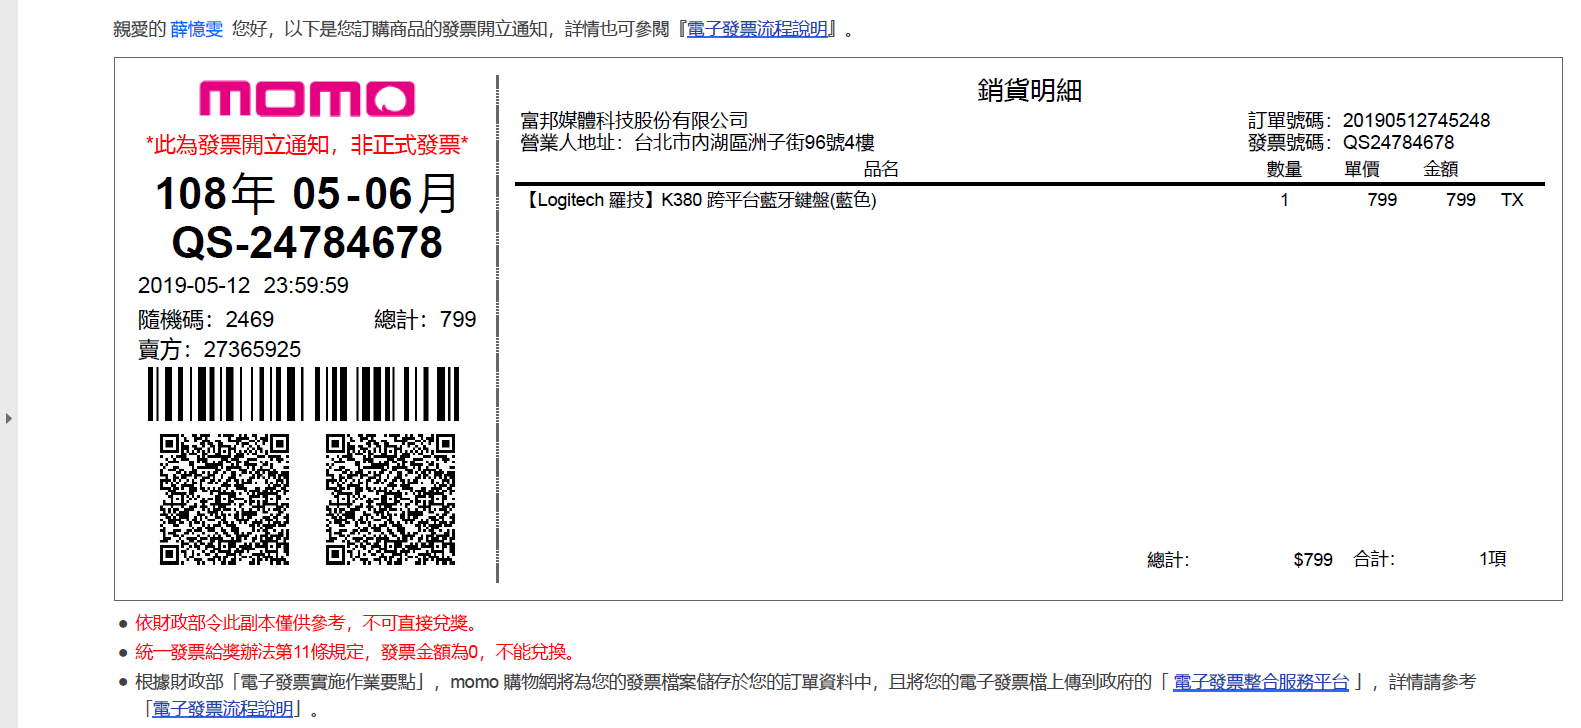 親愛的 薛憶雯 您好，以下是您訂購商品的發票開立通知，詳情也可參閱『電子發票流程說明』。
momo
*此為發票開立通知，非正式發票*
108年 05-06月
QS-24784678
2019-05-12 23:59:59
隨機碼：2469 總計：799
賣方：27365925
銷貨明細
富邦媒體科技股份有限公司
營業人地址：台北市內湖區洲子街96號4樓
訂單號碼：20190512745248
發票號碼：QS24784678
品名 數量 單價 金額
【Logitech 羅技】K380 跨平台藍牙鍵盤(藍色) 1 799 799 TX
總計： $799 合計： 1項
● 依財政部令此副本僅供參考，不可直接兌獎。
● 統一發票給獎辦法第11條規定，發票金額為0，不能兌換。
● 根據財政部「電子發票實施作業要點」，momo 購物網將為您的發票檔案儲存於您的訂單資料中，且將您的電子發票檔上傳到政府的「 電子發票整合服務平台 」，詳情請參考
「電子發票流程說明」。